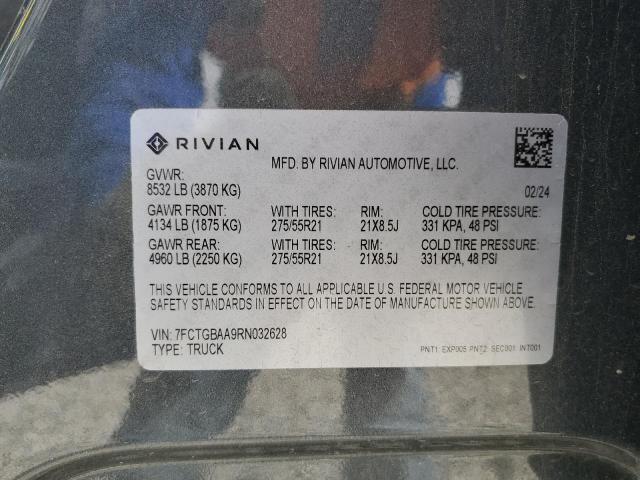 RIVIAN
MFD. BY RIVIAN AUTOMOTIVE, LLC.
GVWR:
8532 LB (3870 KG)
02/24
GAWR FRONT: WITH TIRES: RIM: COLD TIRE PRESSURE:
4134 LB (1875 KG) 275/55R21 21X8.5J 331 KPA, 48 PSI
GAWR REAR: WITH TIRES: RIM: COLD TIRE PRESSURE:
4960 LB (2250 KG) 275/55R21 21X8.5J 331 KPA, 48 PSI
THIS VEHICLE CONFORMS TO ALL APPLICABLE U.S. FEDERAL MOTOR VEHICLE
SAFETY STANDARDS IN EFFECT ON THE DATE OF MANUFACTURE SHOWN ABOVE.
VIN: 7FCTGBAA9RN032628
TYPE: TRUCK
PNT1: EXP005 PNT2: SEC001 INT001